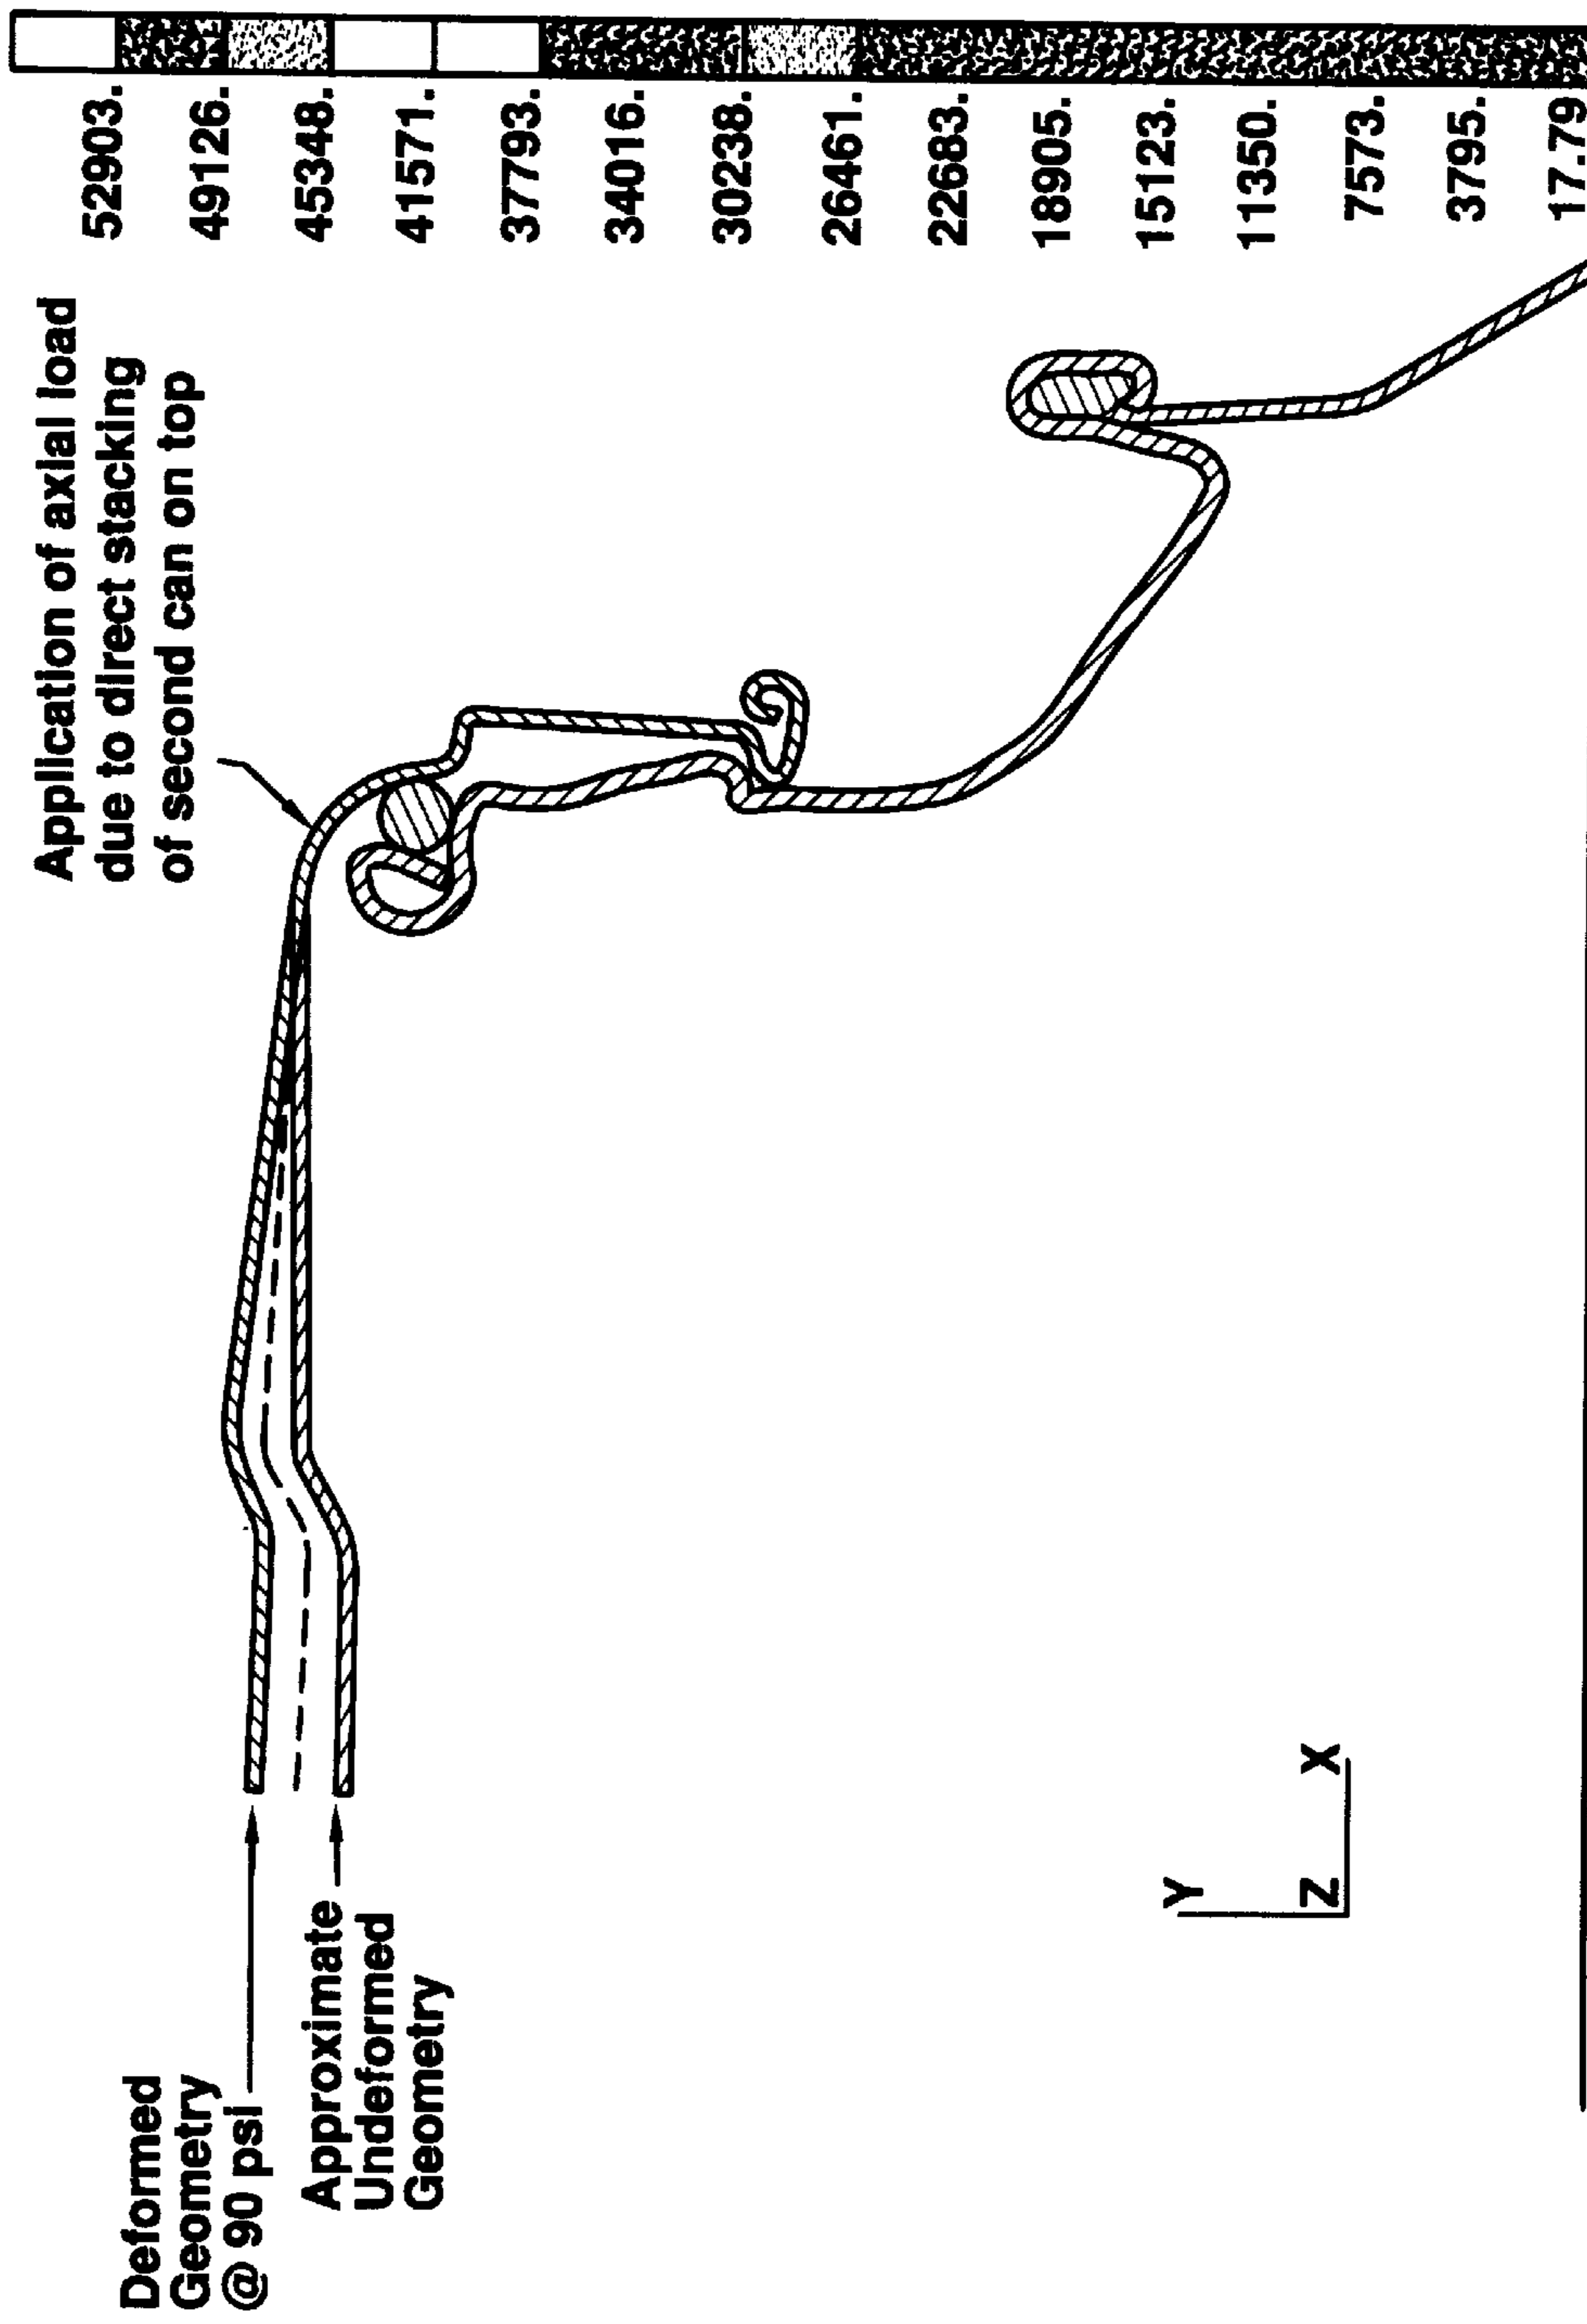 Application of axial load
due to direct stacking
of second can on top
52903.
49126.
45348.
41571.
37793.
34016.
30238.
26461.
22683.
18905.
15123.
11350.
7573.
3795.
17.79
Deformed
Geometry
@ 90 psi
Approximate
Undeformed
Geometry
Y
Z X